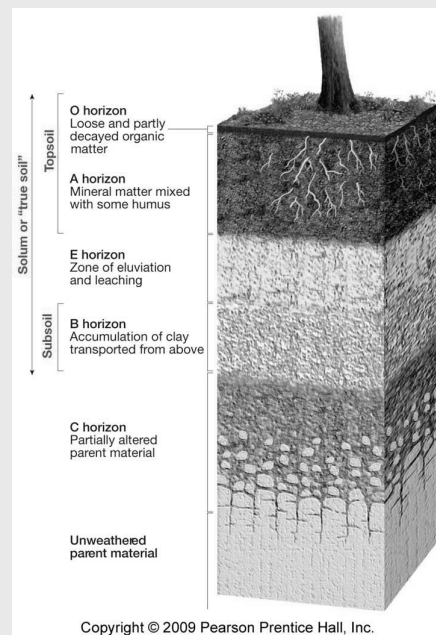 Solum or "true soil"
Topsoil
O horizon
Loose and partly
decayed organic
matter
A horizon
Mineral matter mixed
with some humus
E horizon
Zone of eluviation
and leaching
Subsoil
B horizon
Accumulation of clay
transported from above
C horizon
Partially altered
parent material
Unweathered
parent material
Copyright © 2009 Pearson Prentice Hall, Inc.